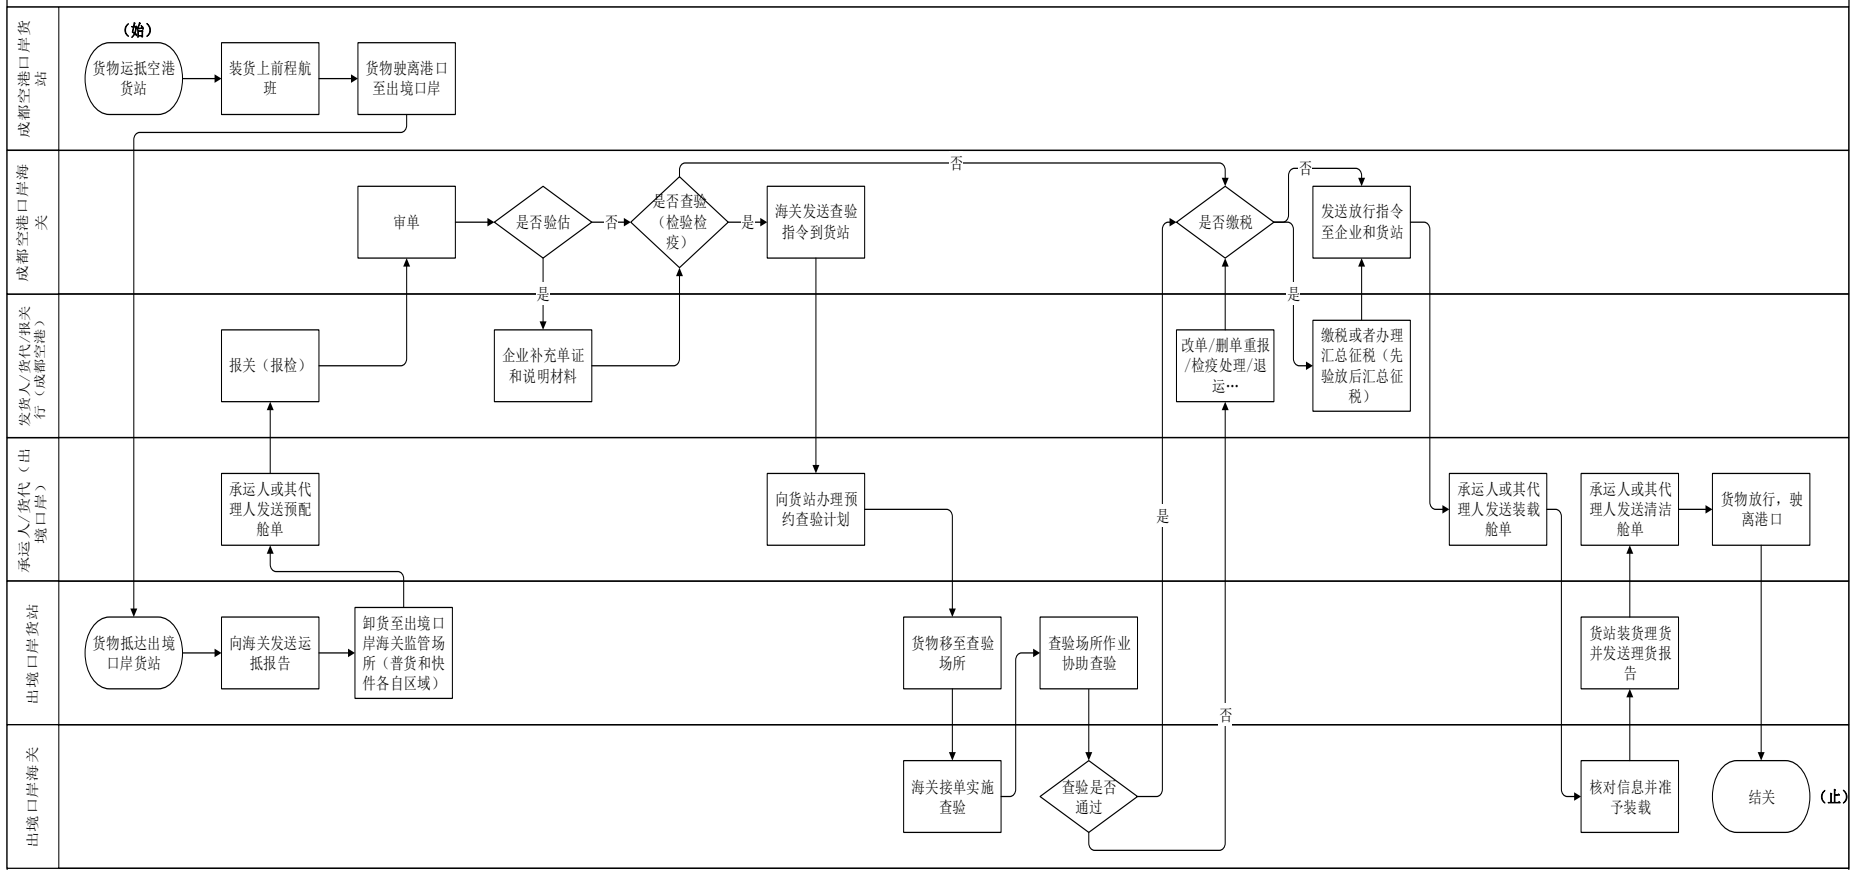 成都空港口岸货
站
(始)
货物运抵空港
货站
装货上前程航
班
货物驶离港口
至出境口岸
成都空港口岸海
关
审单
是否验估
否
是
是否查验
（检验检
疫）
是
否
海关发送查验
指令到货站
是否缴税
否
是
发送放行指令
至企业和货站
发货人/货代/报关
行（成都空港）
报关（报检）
企业补充单证
和说明材料
改单/删单重报
/检疫处理/退
运…
缴税或者办理
汇总征税（先
验放后汇总征
税）
承运人/货代（出
境口岸）
承运人或其代
理人发送预配
舱单
向货站办理预
约查验计划
是
承运人或其代
理人发送装载
舱单
承运人或其代
理人发送清洁
舱单
货物放行，驶
离港口
出境口岸货站
货物抵达出境
口岸货站
向海关发送运
抵报告
卸货至出境口
岸海关监管场
所（普货和快
件各自区域）
货物移至查验
场所
查验场所作业
协助查验
否
货站装货理货
并发送理货报
告
出境口岸海关
海关接单实施
查验
查验是否
通过
核对信息并准
予装载
结关
(止)